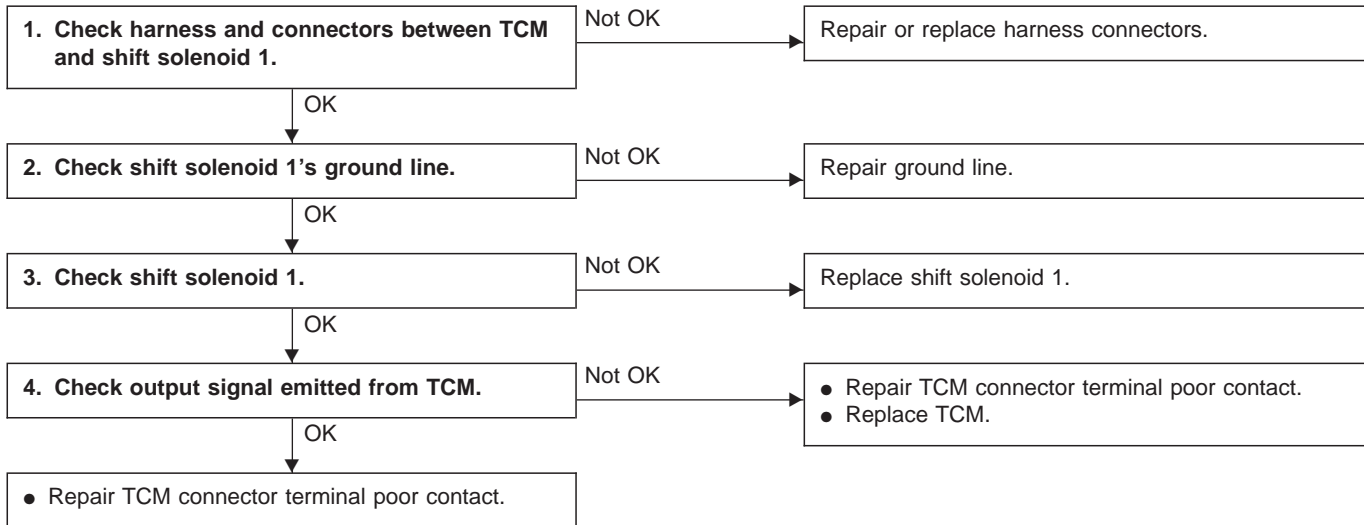 1. Check harness and connectors between TCM
and shift solenoid 1.
Not OK
Repair or replace harness connectors.
OK
2. Check shift solenoid 1’s ground line.
Not OK
Repair ground line.
OK
3. Check shift solenoid 1.
Not OK
Replace shift solenoid 1.
OK
4. Check output signal emitted from TCM.
Not OK
● Repair TCM connector terminal poor contact.
● Replace TCM.
OK
● Repair TCM connector terminal poor contact.